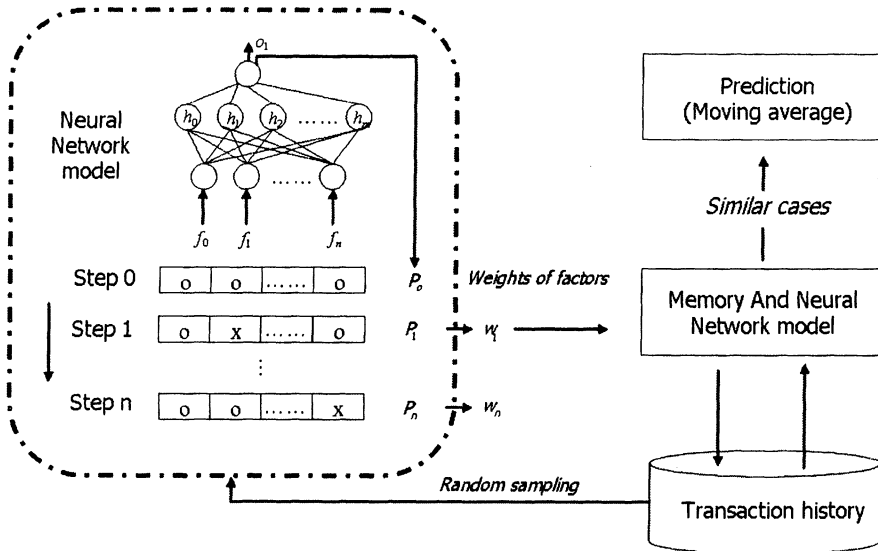 o₁
h₀ h₁ h₂ ...... hₘ
Neural
Network
model
......
f₀ f₁ fₙ
Step 0 o o ...... o Pₒ
Step 1 o x ...... o P₁ w₁
⋮
Step n o o ...... x Pₙ wₙ
Weights of factors
Random sampling
Prediction
(Moving average)
Similar cases
Memory And Neural
Network model
Transaction history